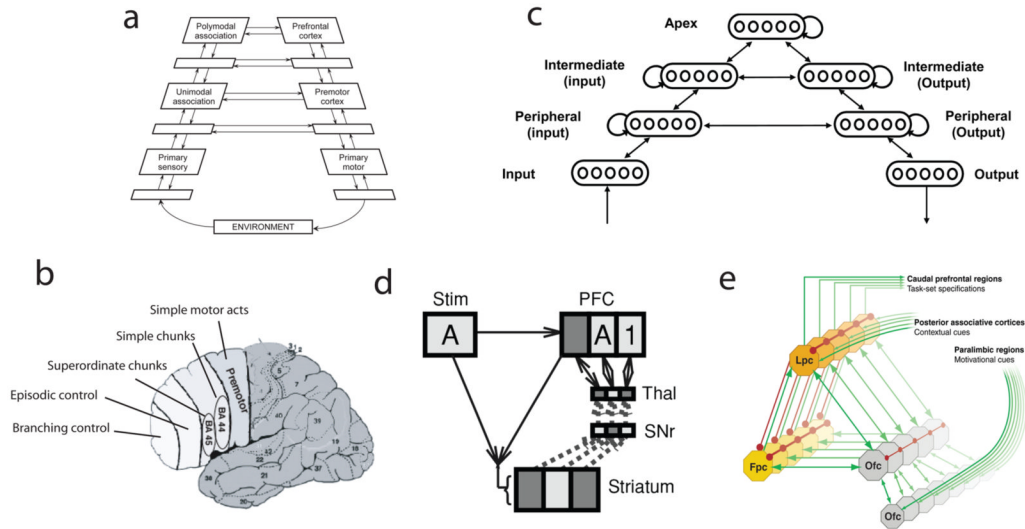 a
Polymodal
association
Prefrontal
cortex
Unimodal
association
Premotor
cortex
Primary
sensory
Primary
motor
ENVIRONMENT
c
Apex
Intermediate
(input)
Intermediate
(Output)
Peripheral
(input)
Peripheral
(Output)
Input
Output
b
Simple motor acts
Simple chunks
Superordinate chunks
Episodic control
Branching control
Premotor
BA 44
BA 45
d
Stim
PFC
A
A
1
Thal
SNr
Striatum
e
Caudal prefrontal regions
Task-set specifications
Posterior associative cortices
Contextual cues
Paralimbic regions
Motivational cues
Lpc
Fpc
Ofc
Ofc